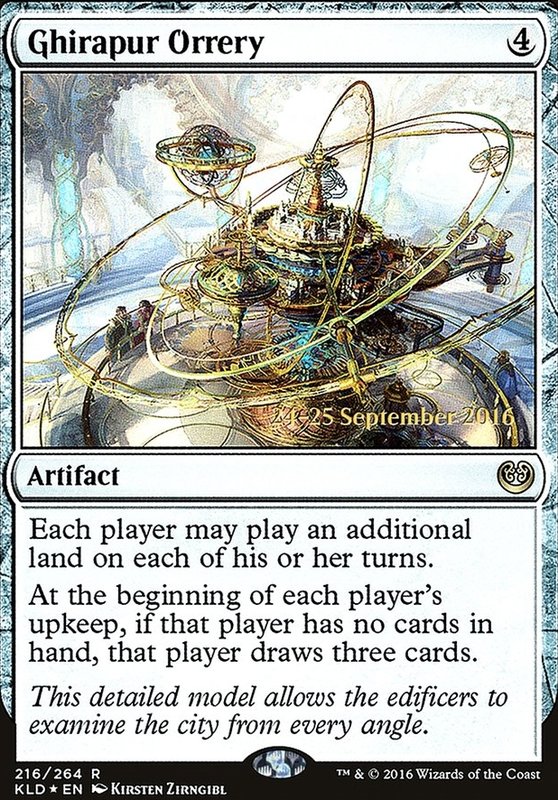 Ghirapur Orrery 4
24-25 September 2016
Artifact
Each player may play an additional
land on each of his or her turns.
At the beginning of each player's
upkeep, if that player has no cards in
hand, that player draws three cards.
This detailed model allows the edificers to
examine the city from every angle.
216/264 R
KLD ★ EN Kirsten Zirngibl
™ & © 2016 Wizards of the Coast